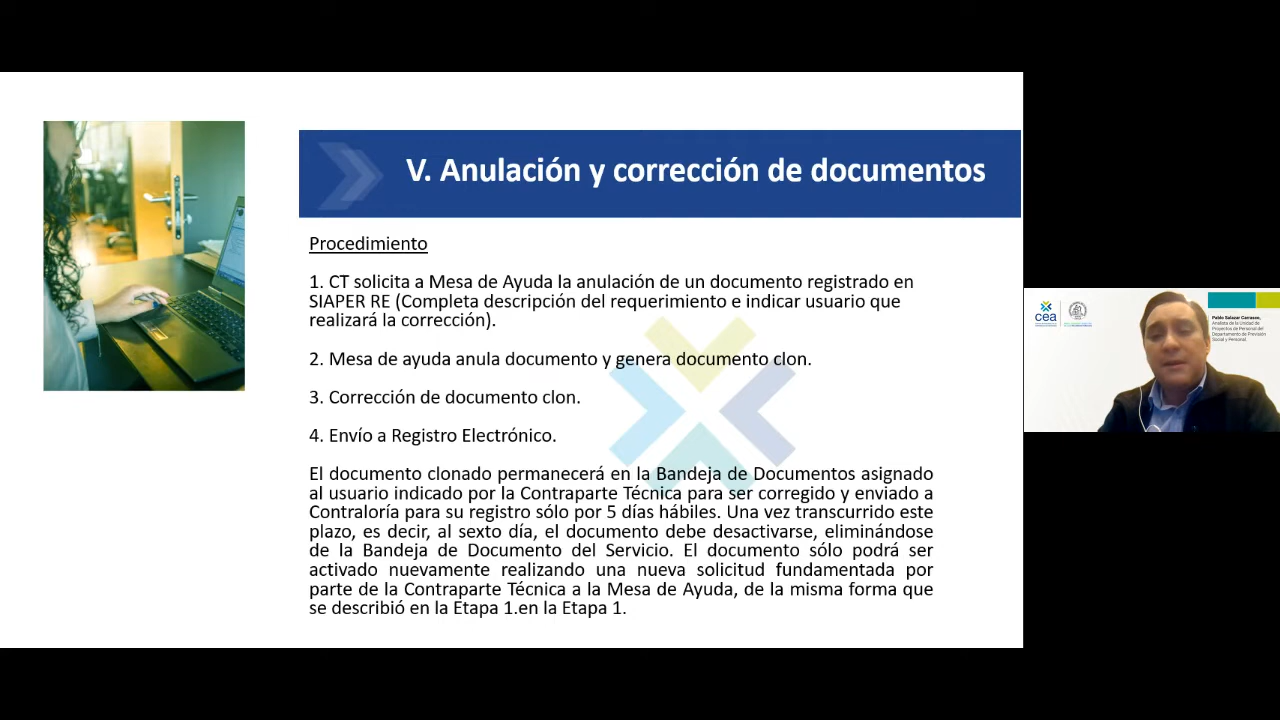 V. Anulación y corrección de documentos
Procedimiento
1. CT solicita a Mesa de Ayuda la anulación de un documento registrado en
SIAPER RE (Completa descripción del requerimiento e indicar usuario que
realizará la corrección).
2. Mesa de ayuda anula documento y genera documento clon.
3. Corrección de documento clon.
4. Envío a Registro Electrónico.
El documento clonado permanecerá en la Bandeja de Documentos asignado
al usuario indicado por la Contraparte Técnica para ser corregido y enviado a
Contraloría para su registro sólo por 5 días hábiles. Una vez transcurrido este
plazo, es decir, al sexto día, el documento debe desactivarse, eliminándose
de la Bandeja de Documento del Servicio. El documento sólo podrá ser
activado nuevamente realizando una nueva solicitud fundamentada por
parte de la Contraparte Técnica a la Mesa de Ayuda, de la misma forma que
se describió en la Etapa 1.en la Etapa 1.
cea
Pablo Salazar Carrasco,
Analista de la Unidad de
Proyectos de Personal del
Departamento de Previsión
Social y Personal